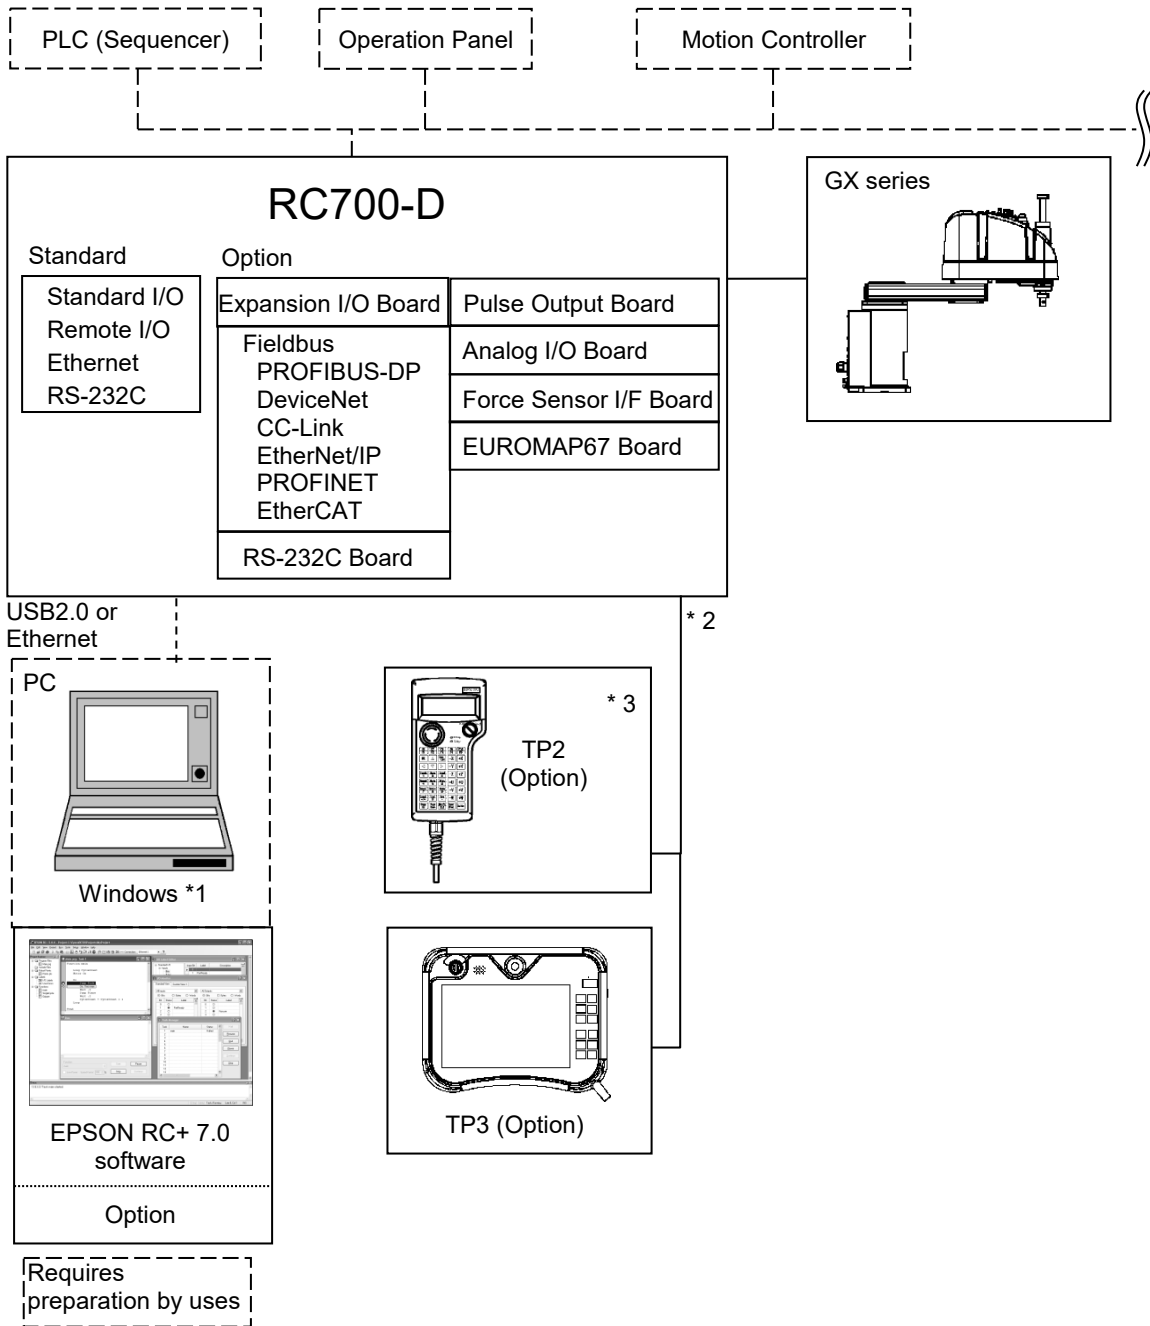 PLC (Sequencer)
Operation Panel
Motion Controller
RC700-D
GX series
Standard
Standard I/O
Remote I/O
Ethernet
RS-232C
Option
Expansion I/O Board
Fieldbus
PROFIBUS-DP
DeviceNet
CC-Link
EtherNet/IP
PROFINET
EtherCAT
RS-232C Board
Pulse Output Board
Analog I/O Board
Force Sensor I/F Board
EUROMAP67 Board
USB2.0 or
Ethernet
* 2
PC
Windows *1
* 3
TP2
(Option)
TP3 (Option)
EPSON RC+ 7.0
software
Option
Requires
preparation by uses